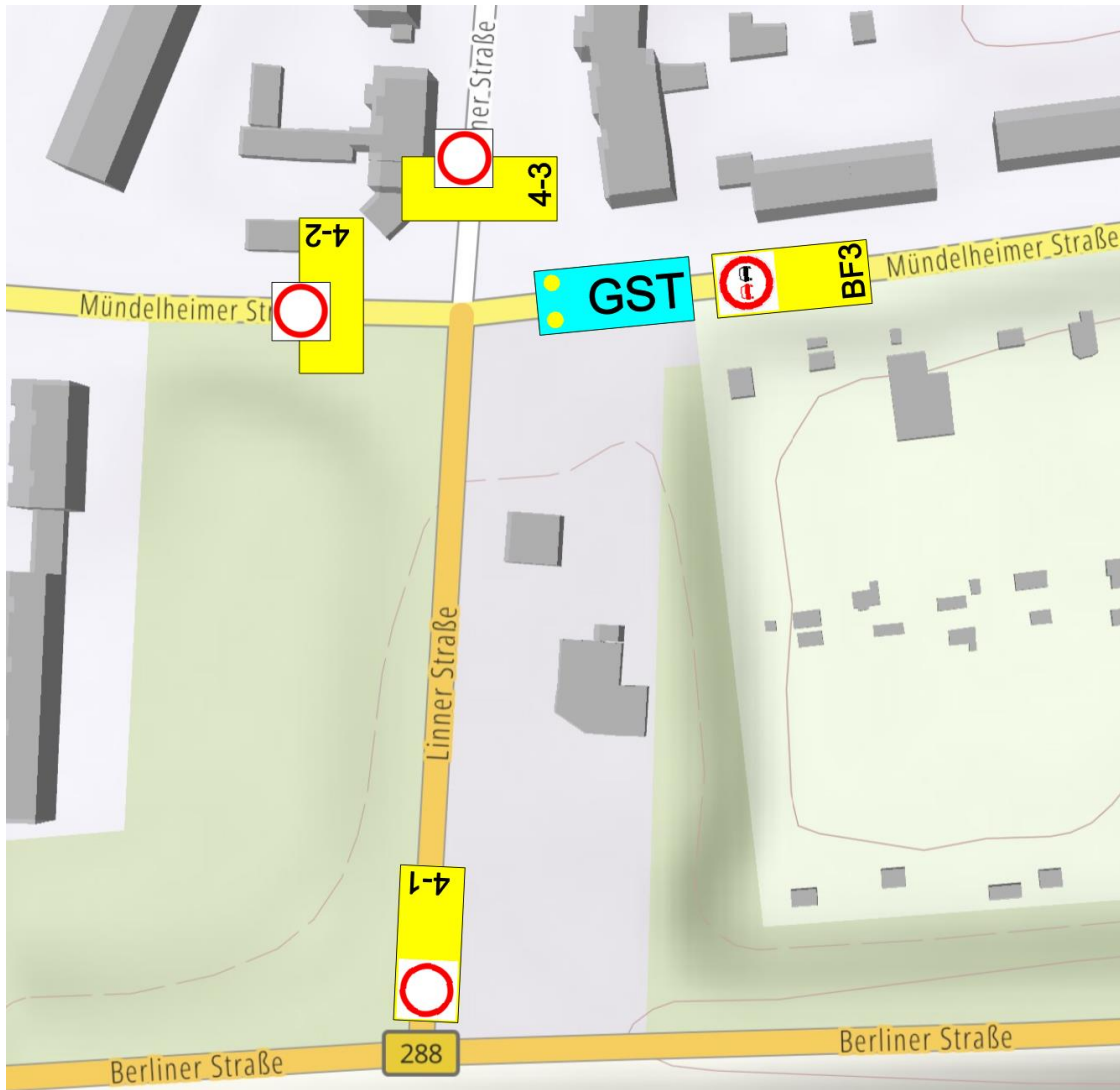 ner Straße
4-3
4-2
Mündelheimer Str
GST
BF3
Mündelheimer Straße
Linner Straße
4-1
288
Berliner Straße
Berliner Straße